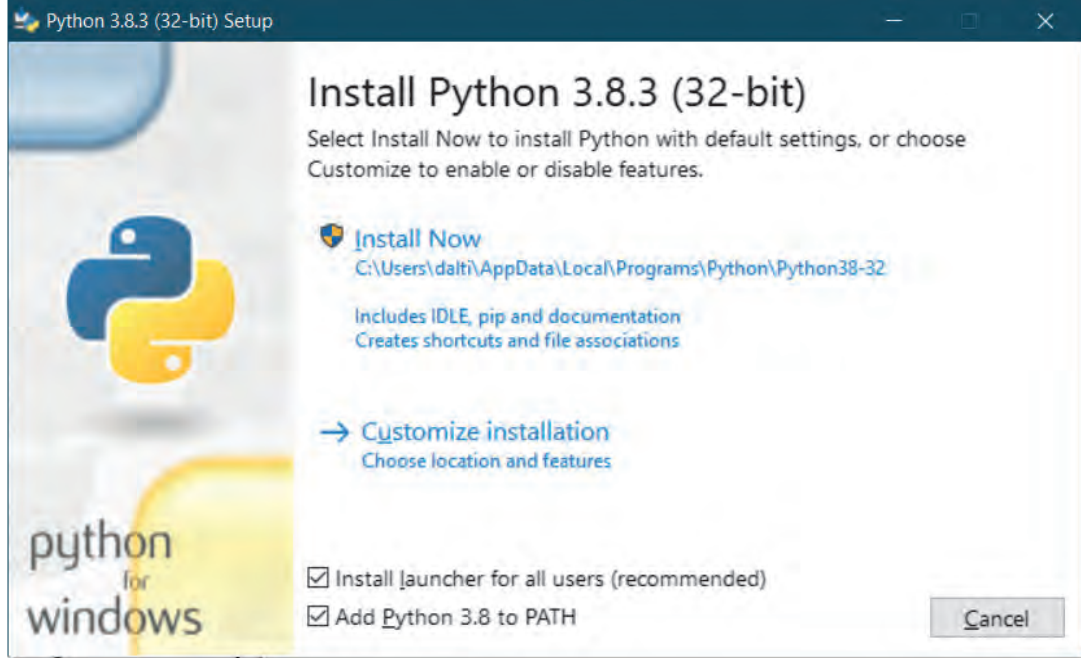 Python 3.8.3 (32-bit) Setup
Install Python 3.8.3 (32-bit)
Select Install Now to install Python with default settings, or choose
Customize to enable or disable features.
Install Now
C:\Users\dalti\AppData\Local\Programs\Python\Python38-32
Includes IDLE, pip and documentation
Creates shortcuts and file associations
Customize installation
Choose location and features
python
for
windows
Install launcher for all users (recommended)
Add Python 3.8 to PATH
Cancel